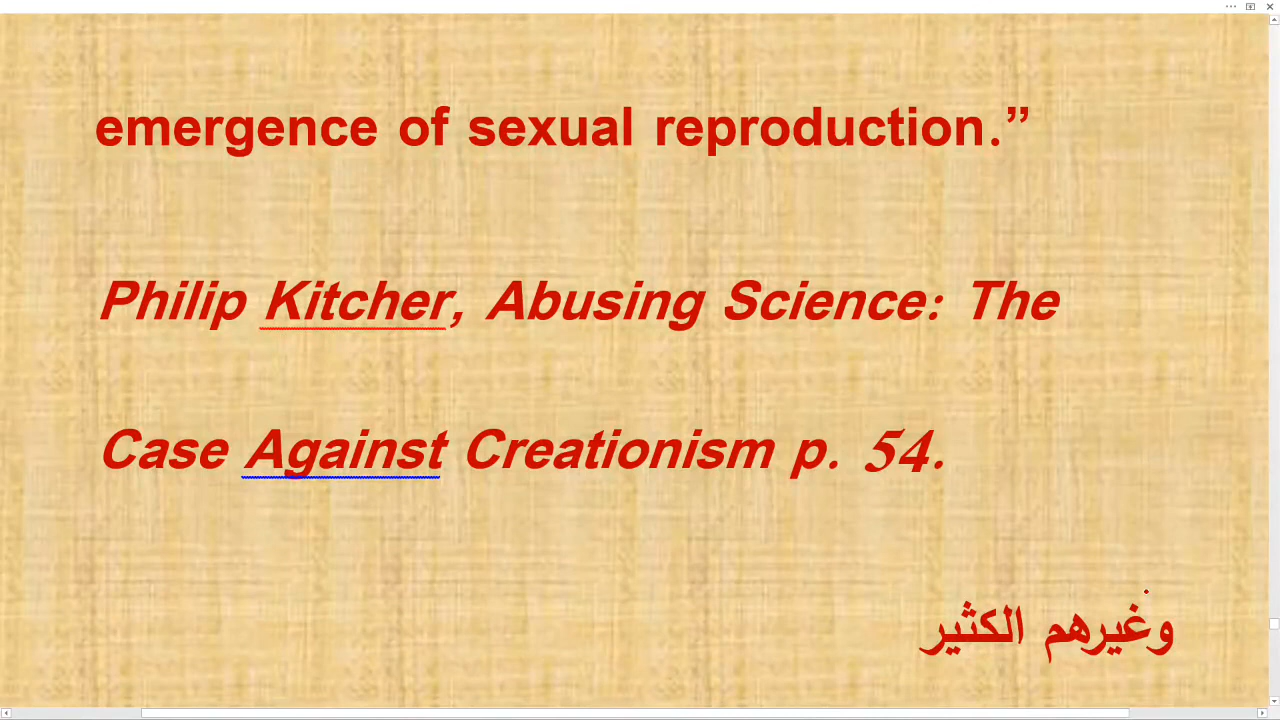 emergence of sexual reproduction.”
Philip Kitcher, Abusing Science: The
Case Against Creationism p. 54.
وغيرهم الكثير